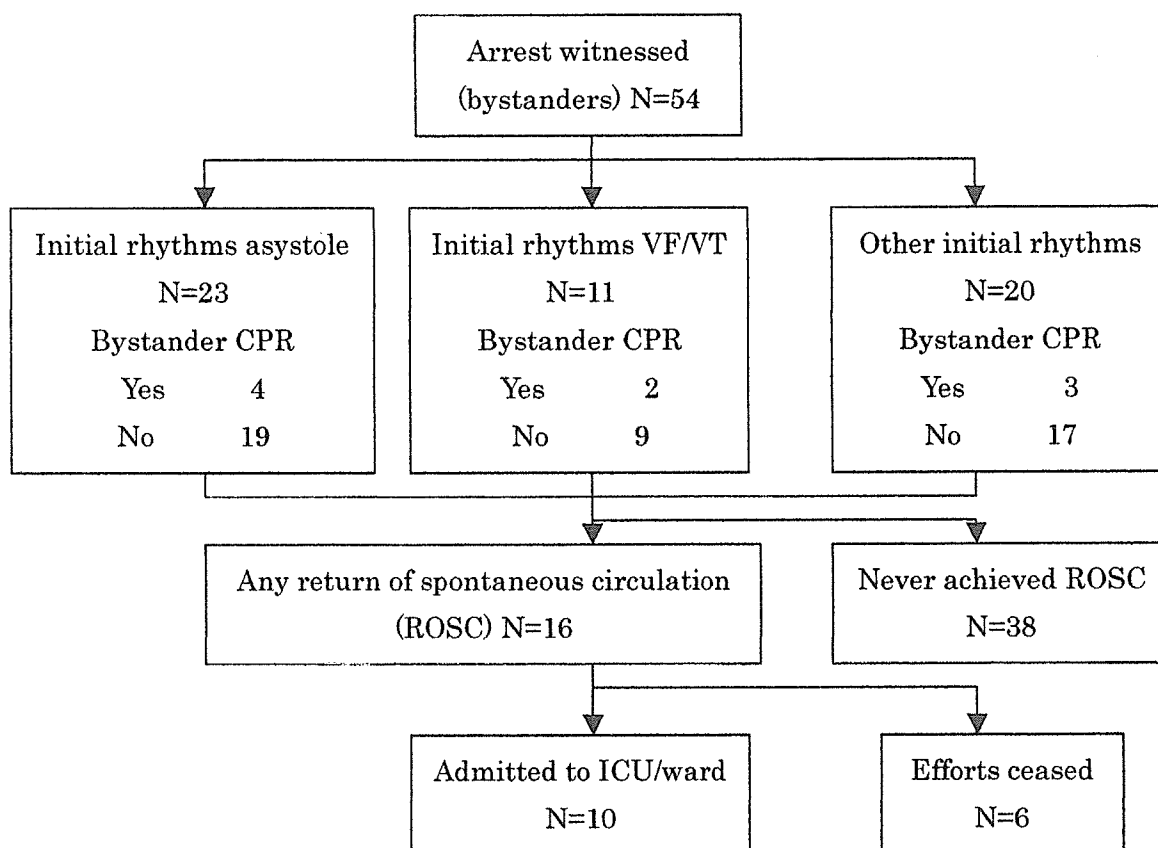 Arrest witnessed
(bystanders) N=54
Initial rhythms asystole
N=23
Bystander CPR
Yes 4
No 19
Initial rhythms VF/VT
N=11
Bystander CPR
Yes 2
No 9
Other initial rhythms
N=20
Bystander CPR
Yes 3
No 17
Any return of spontaneous circulation
(ROSC) N=16
Never achieved ROSC
N=38
Admitted to ICU/ward
N=10
Efforts ceased
N=6